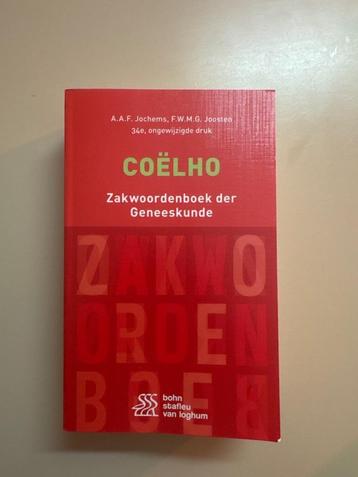 A.A.F. Jochems, F.W.M.G. Joosten
34e, ongewijzigde druk
COËLHO
Zakwoordenboek der
Geneeskunde
ZAKWO
ORDEN
BOEK
bohn
stafleu
van loghum